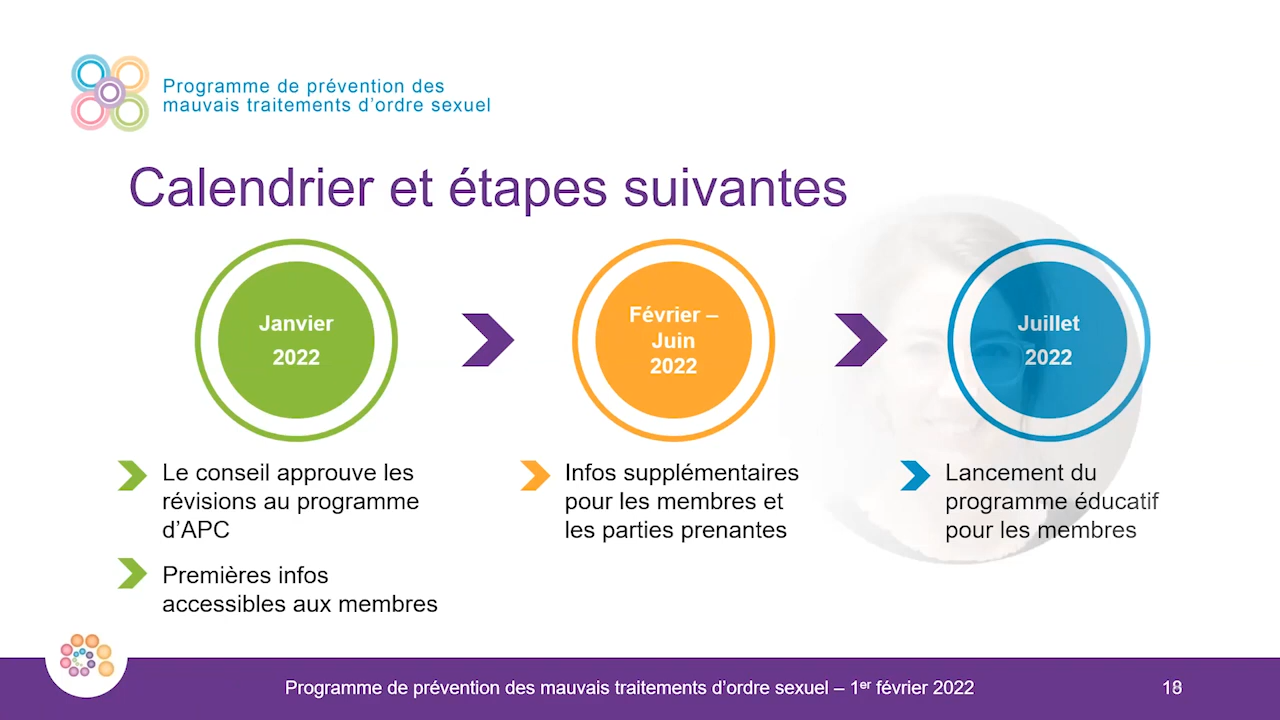 Programme de prévention des
mauvais traitements d'ordre sexuel
Calendrier et étapes suivantes
Janvier
2022
Février –
Juin
2022
Juillet
2022
Le conseil approuve les
révisions au programme
d'APC
Premières infos
accessibles aux membres
Infos supplémentaires
pour les membres et
les parties prenantes
Lancement du
programme éducatif
pour les membres
Programme de prévention des mauvais traitements d'ordre sexuel – 1er février 2022
18